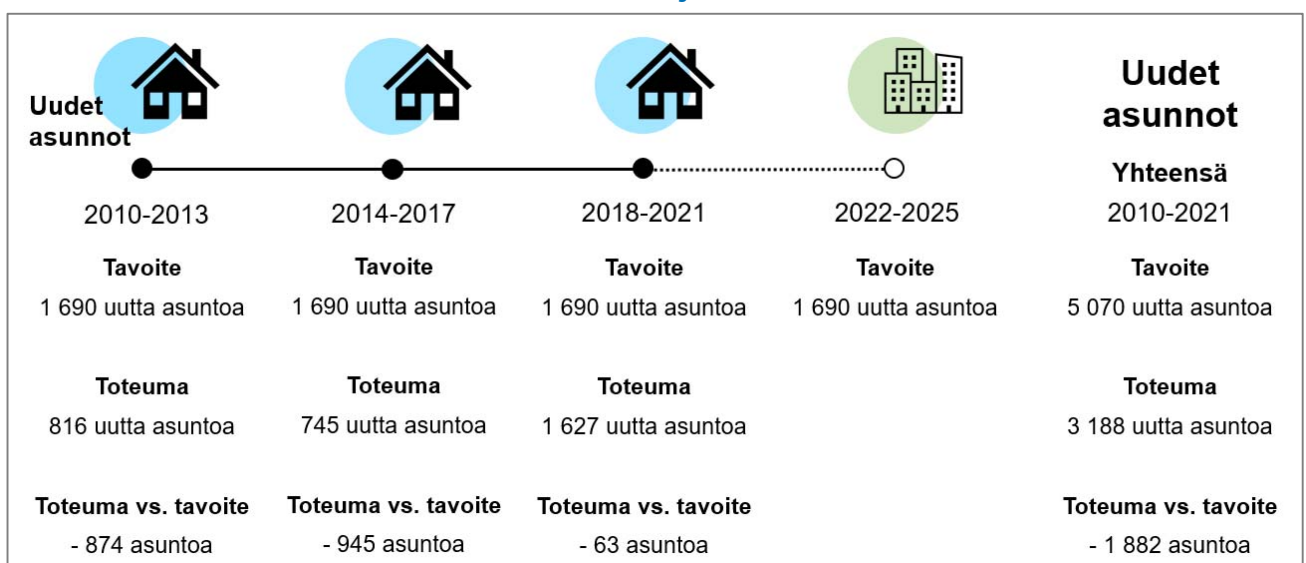 Uudet
asunnot
2010-2013
2014-2017
2018-2021
2022-2025
Uudet
asunnot
Yhteensä
2010-2021
Tavoite
Tavoite
Tavoite
Tavoite
Tavoite
1 690 uutta asuntoa
1 690 uutta asuntoa
1 690 uutta asuntoa
1 690 uutta asuntoa
5 070 uutta asuntoa
Toteuma
Toteuma
Toteuma
Toteuma
816 uutta asuntoa
745 uutta asuntoa
1 627 uutta asuntoa
3 188 uutta asuntoa
Toteuma vs. tavoite
Toteuma vs. tavoite
Toteuma vs. tavoite
Toteuma vs. tavoite
- 874 asuntoa
- 945 asuntoa
- 63 asuntoa
- 1 882 asuntoa